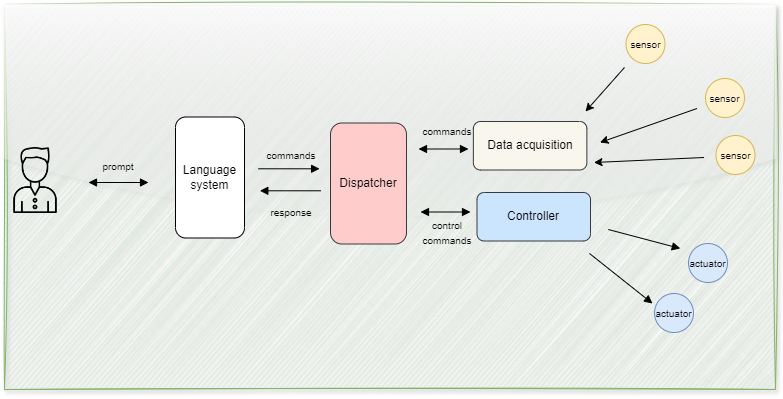 sensor
sensor
sensor
prompt
Language
system
commands
response
Dispatcher
commands
control
commands
Data acquisition
Controller
actuator
actuator